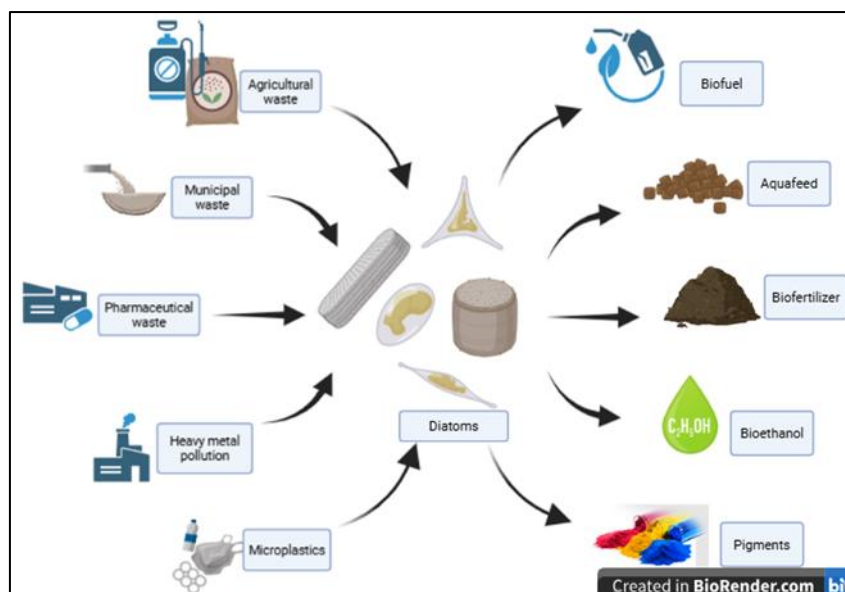 Agricultural
waste
Biofuel
Municipal
waste
Aquafeed
Pharmaceutical
waste
Biofertilizer
Heavy metal
pollution
Diatoms
C₂H₅OH
Bioethanol
Microplastics
Pigments
Created in BioRender.com bi